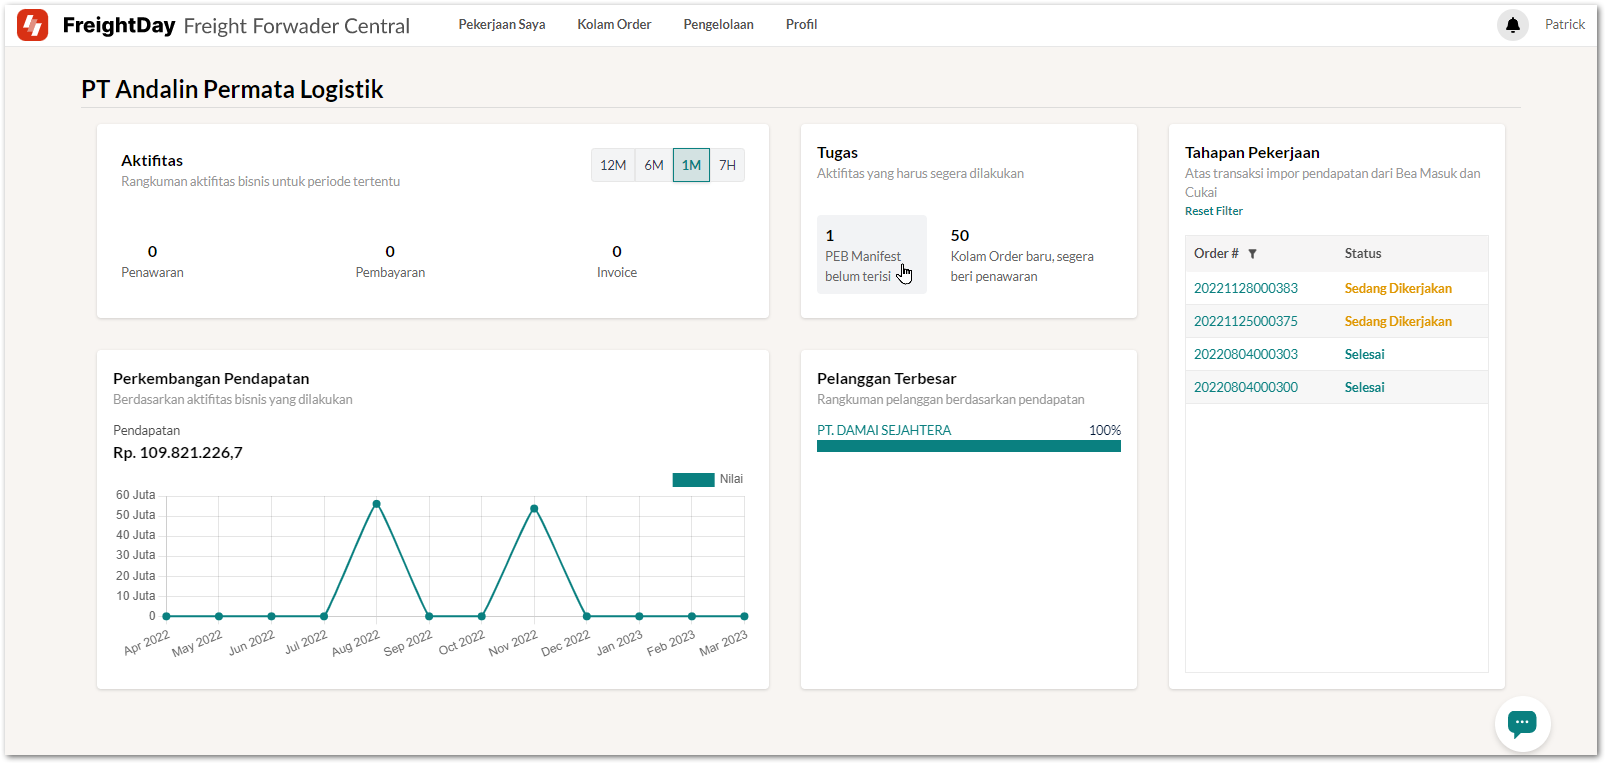 FreightDay Freight Forwader Central
Pekerjaan Saya
Kolam Order
Pengelolaan
Profil
Patrick
PT Andalin Permata Logistik
Aktifitas
Rangkuman aktifitas bisnis untuk periode tertentu
12M
6M
1M
7H
0
Penawaran
0
Pembayaran
0
Invoice
Tugas
Aktifitas yang harus segera dilakukan
1
PEB Manifest
belum terisi
50
Kolam Order baru, segera
beri penawaran
Tahapan Pekerjaan
Atas transaksi impor pendapatan dari Bea Masuk dan
Cukai
Reset Filter
Order # Status
20221128000383 Sedang Dikerjakan
20221125000375 Sedang Dikerjakan
20220804000303 Selesai
20220804000300 Selesai
Perkembangan Pendapatan
Berdasarkan aktifitas bisnis yang dilakukan
Pendapatan
Rp. 109.821.226,7
Nilai
60 Juta
50 Juta
40 Juta
30 Juta
20 Juta
10 Juta
0
Apr 2022
May 2022
Jun 2022
Jul 2022
Aug 2022
Sep 2022
Oct 2022
Nov 2022
Dec 2022
Jan 2023
Feb 2023
Mar 2023
Pelanggan Terbesar
Rangkuman pelanggan berdasarkan pendapatan
PT. DAMAI SEJAHTERA 100%